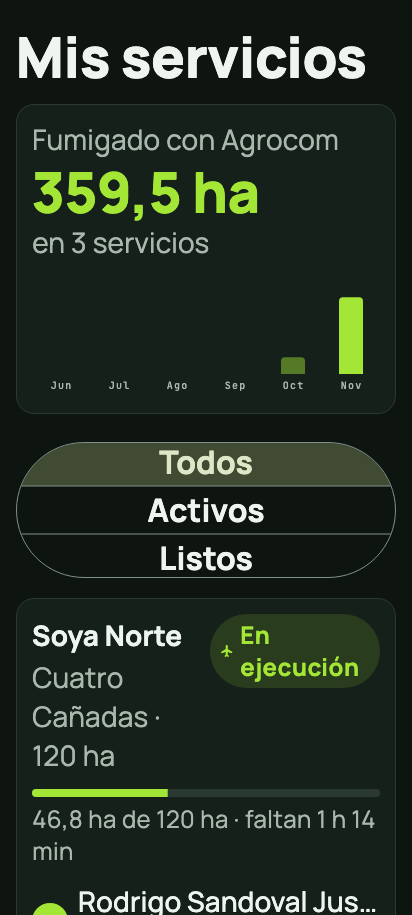 Mis servicios
Fumigado con Agrocom
359,5 ha
en 3 servicios
Jun Jul Ago Sep Oct Nov
Todos
Activos
Listos
Soya Norte
En
ejecución
Cuatro
Cañadas ·
120 ha
46,8 ha de 120 ha · faltan 1 h 14
min
Rodrigo Sandoval Jus...